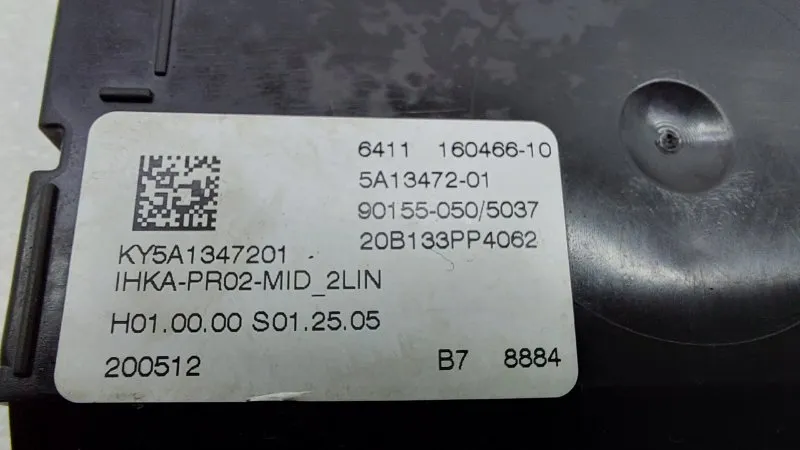 6411 160466-10
5A13472-01
90155-050/5037
20B133PP4062
KY5A1347201
IHKA-PR02-MID_2LIN
H01.00.00 S01.25.05
200512 B7 8884